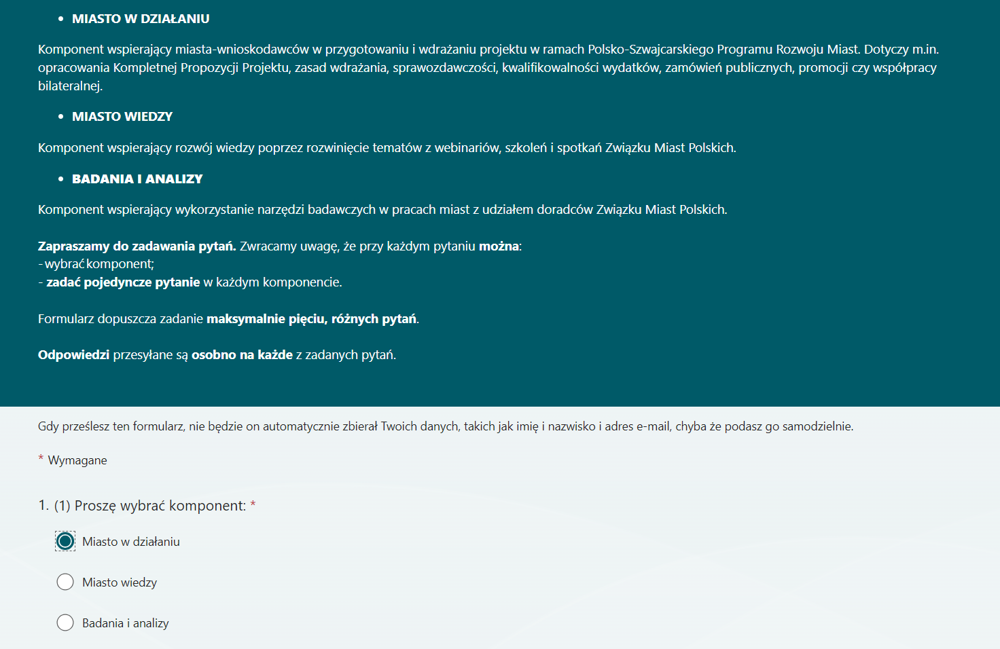 • MIASTO W DZIAŁANIU
Komponent wspierający miasta-wnioskodawców w przygotowaniu i wdrażaniu projektu w ramach Polsko-Szwajcarskiego Programu Rozwoju Miast. Dotyczy m.in.
opracowania Kompletnej Propozycji Projektu, zasad wdrażania, sprawozdawczości, kwalifikowalności wydatków, zamówień publicznych, promocji czy współpracy
bilateralnej.
• MIASTO WIEDZY
Komponent wspierający rozwój wiedzy poprzez rozwinięcie tematów z webinariów, szkoleń i spotkań Związku Miast Polskich.
• BADANIA I ANALIZY
Komponent wspierający wykorzystanie narzędzi badawczych w pracach miast z udziałem doradców Związku Miast Polskich.
Zapraszamy do zadawania pytań. Zwracamy uwagę, że przy każdym pytaniu można:
- wybrać komponent;
- zadać pojedyncze pytanie w każdym komponencie.
Formularz dopuszcza zadanie maksymalnie pięciu, różnych pytań.
Odpowiedzi przesyłane są osobno na każde z zadanych pytań.
Gdy prześlesz ten formularz, nie będzie on automatycznie zbierał Twoich danych, takich jak imię i nazwisko i adres e-mail, chyba że podasz go samodzielnie.
* Wymagane
1. (1) Proszę wybrać komponent: *
Miasto w działaniu
Miasto wiedzy
Badania i analizy